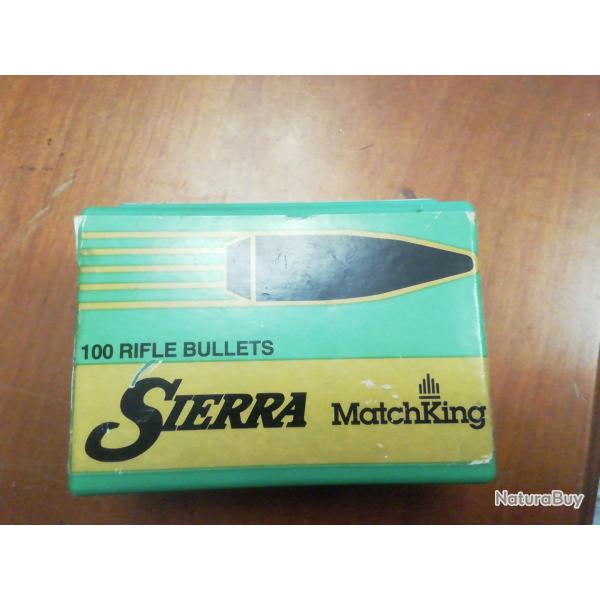 100 RIFLE BULLETS
SIERRA MatchKing
NaturaBuy